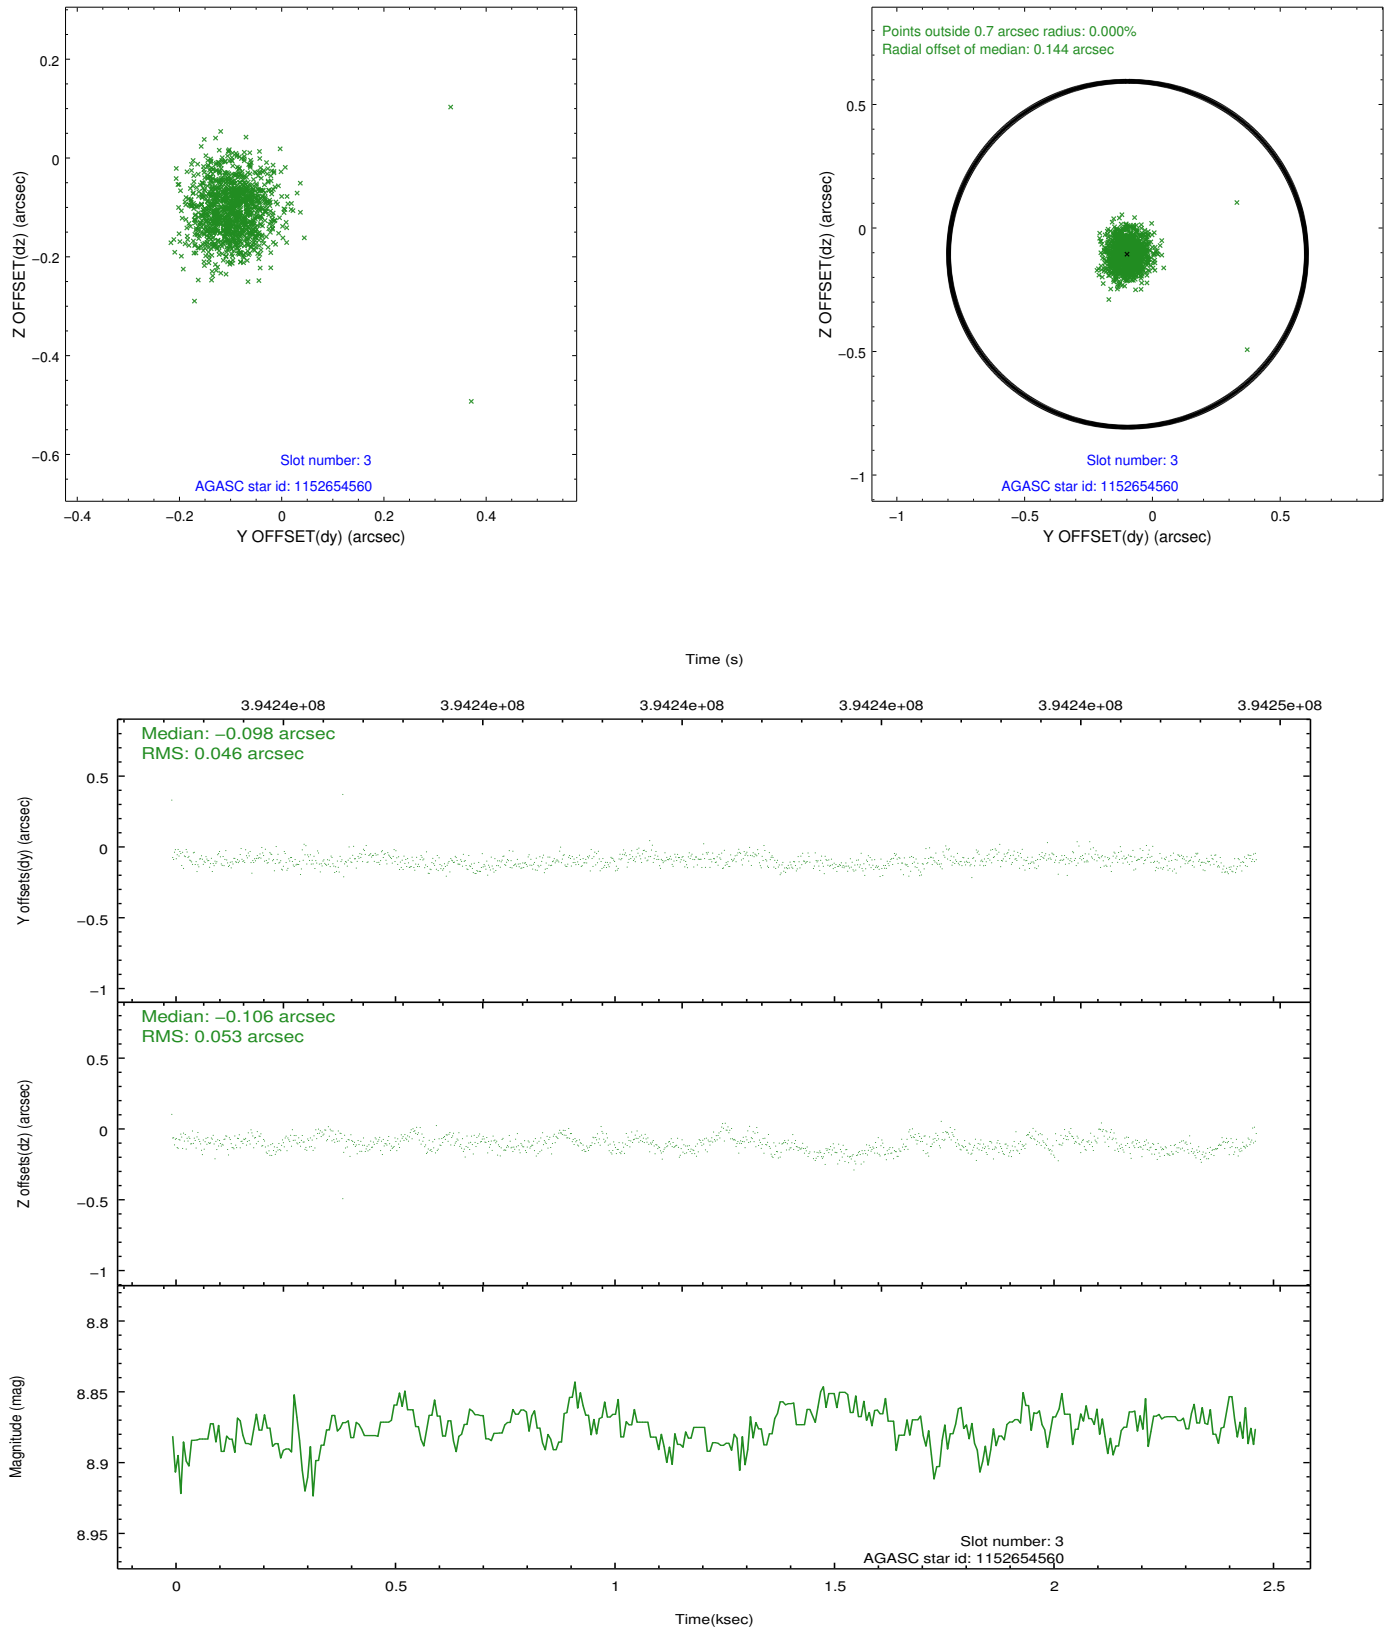 0.2
0
−0.2
−0.4
−0.6
Z OFFSET(dz) (arcsec)
Slot number: 3
AGASC star id: 1152654560
−0.4
−0.2
0
0.2
0.4
Y OFFSET(dy) (arcsec)
Points outside 0.7 arcsec radius: 0.000%
Radial offset of median: 0.144 arcsec
0.5
0
−0.5
−1
Z OFFSET(dz) (arcsec)
Slot number: 3
AGASC star id: 1152654560
−1
−0.5
0
0.5
Y OFFSET(dy) (arcsec)
Time (s)
3.9424e+08
3.9424e+08
3.9424e+08
3.9424e+08
3.9424e+08
3.9425e+08
Median: −0.098 arcsec
RMS: 0.046 arcsec
0.5
0
−0.5
−1
Y offsets(dy) (arcsec)
Median: −0.106 arcsec
RMS: 0.053 arcsec
0.5
0
−0.5
−1
Z offsets(dz) (arcsec)
8.8
8.85
8.9
8.95
Magnitude (mag)
Slot number: 3
AGASC star id: 1152654560
0
0.5
1
1.5
2
2.5
Time(ksec)